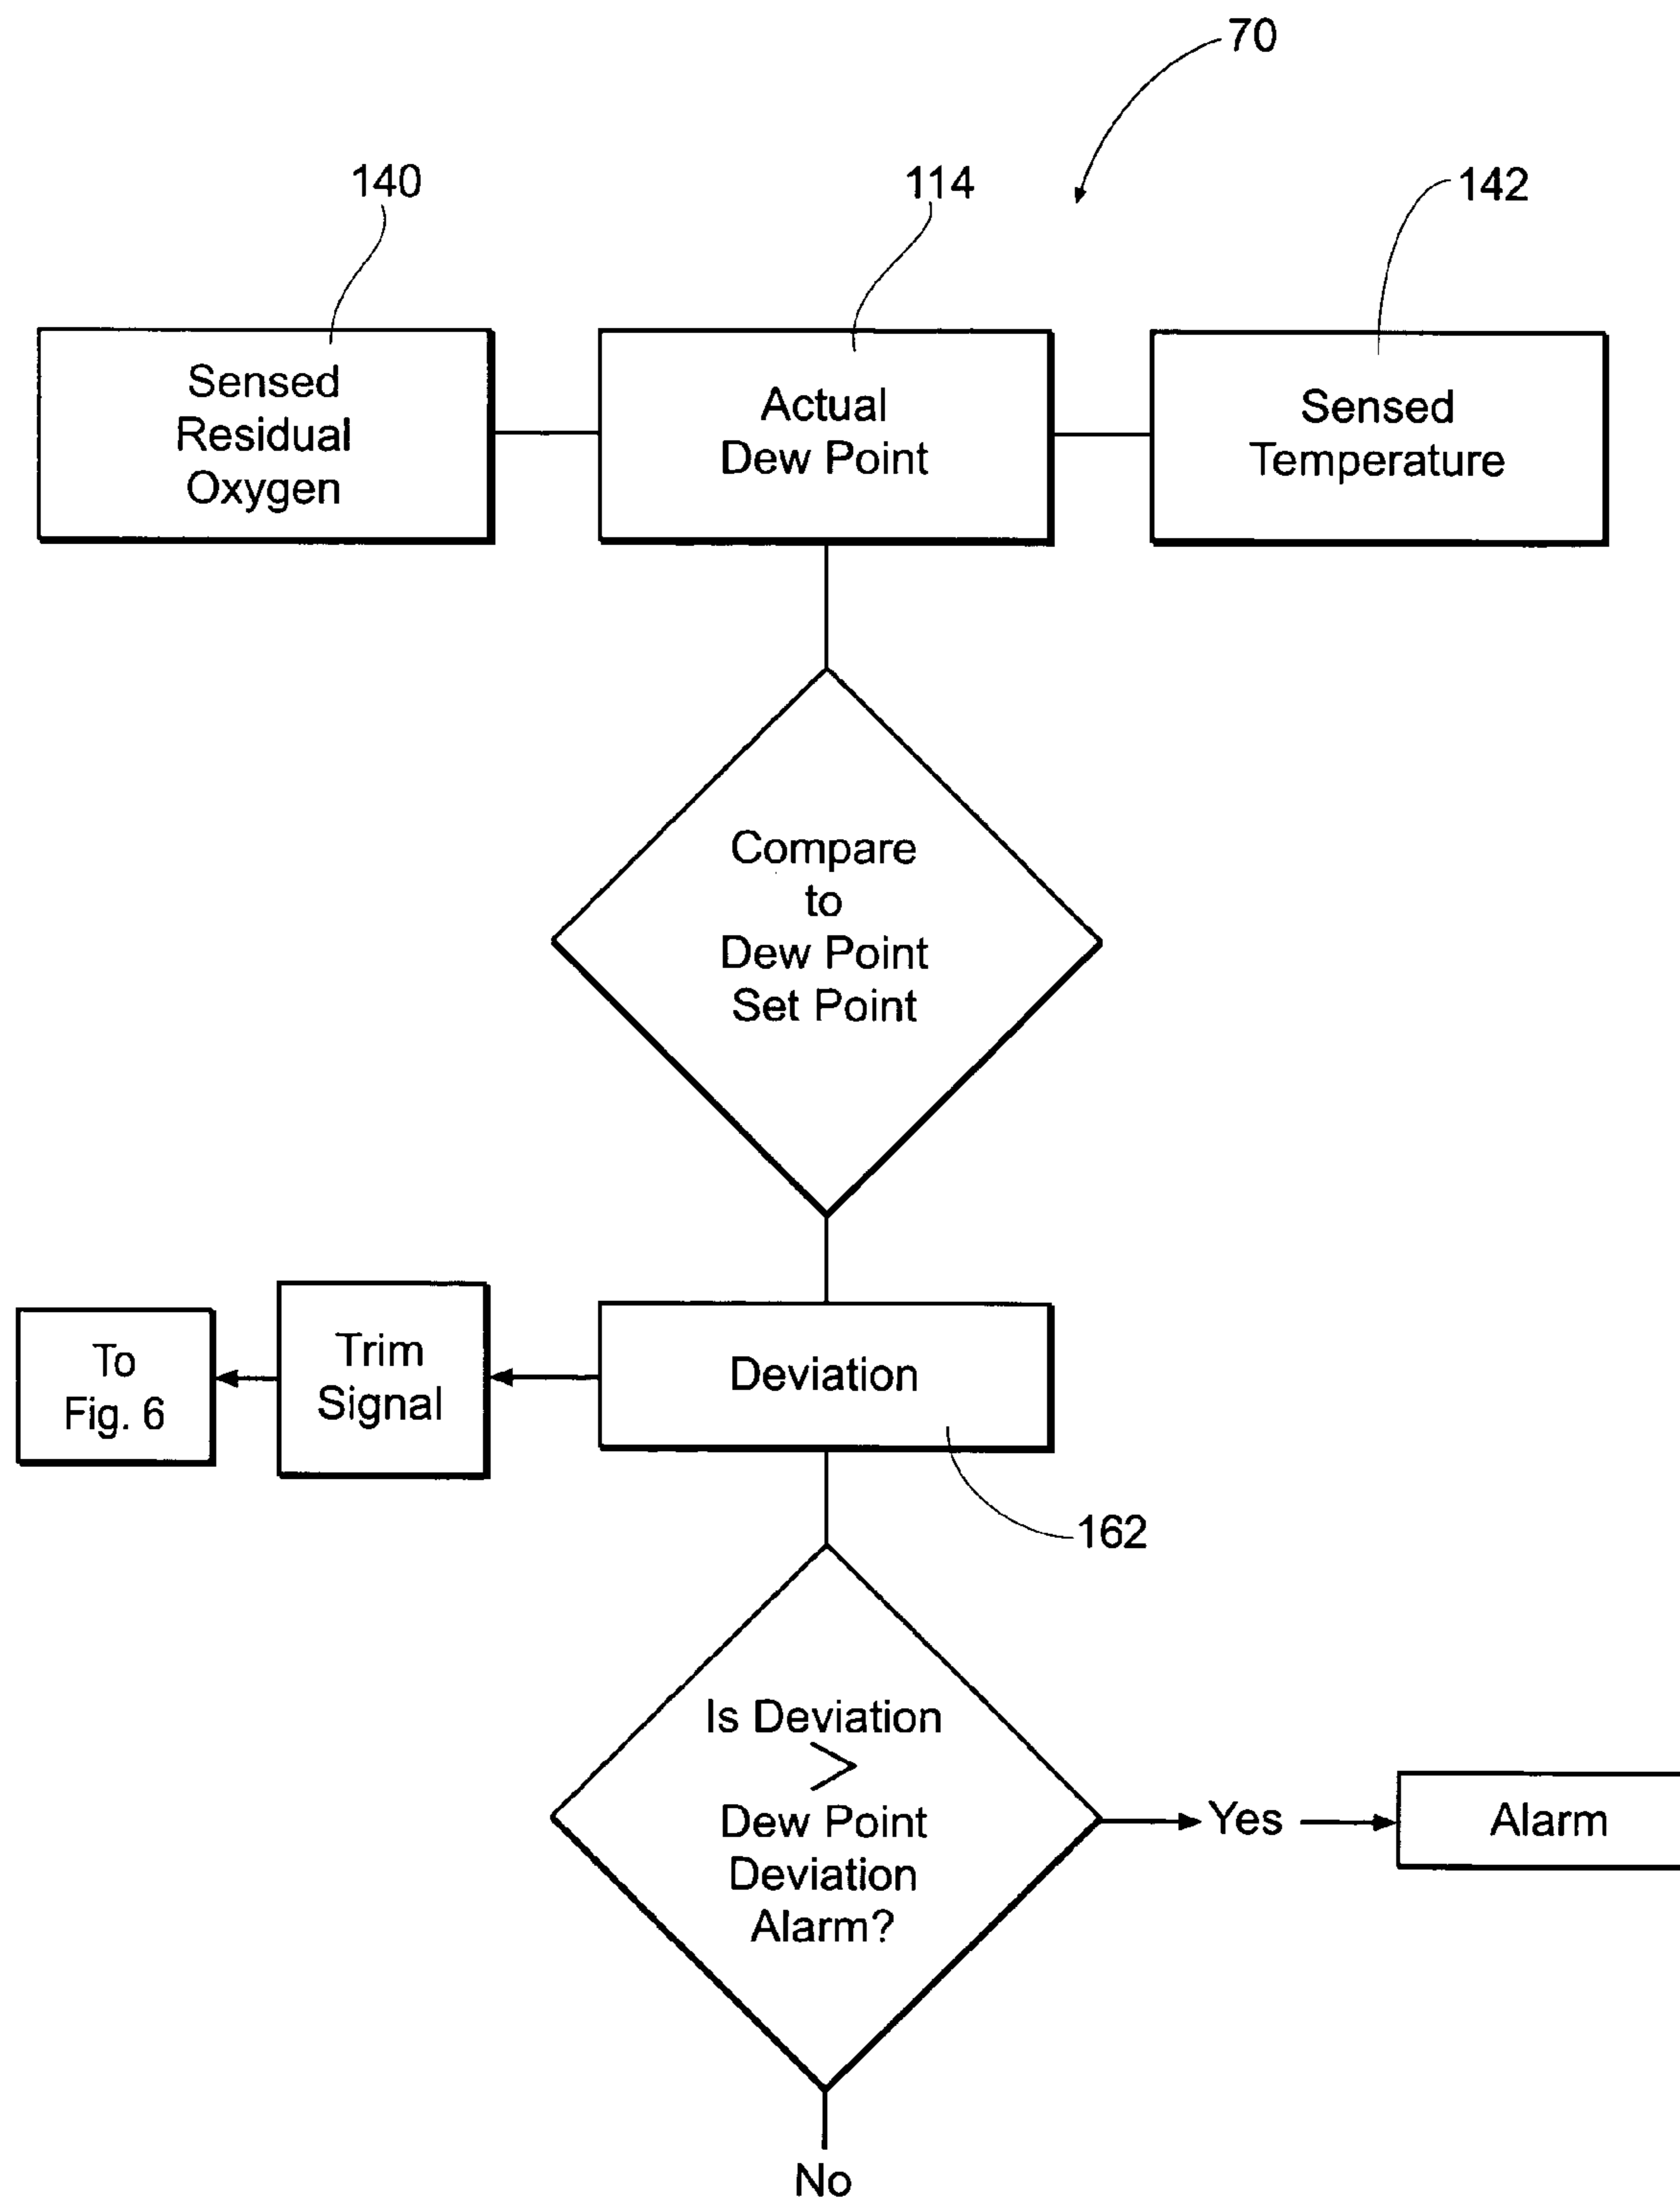 70
140
114
142
Sensed
Residual
Oxygen
Actual
Dew Point
Sensed
Temperature
Compare
to
Dew Point
Set Point
To
Fig. 6
Trim
Signal
Deviation
162
Is Deviation
>
Dew Point
Deviation
Alarm?
Yes
Alarm
No